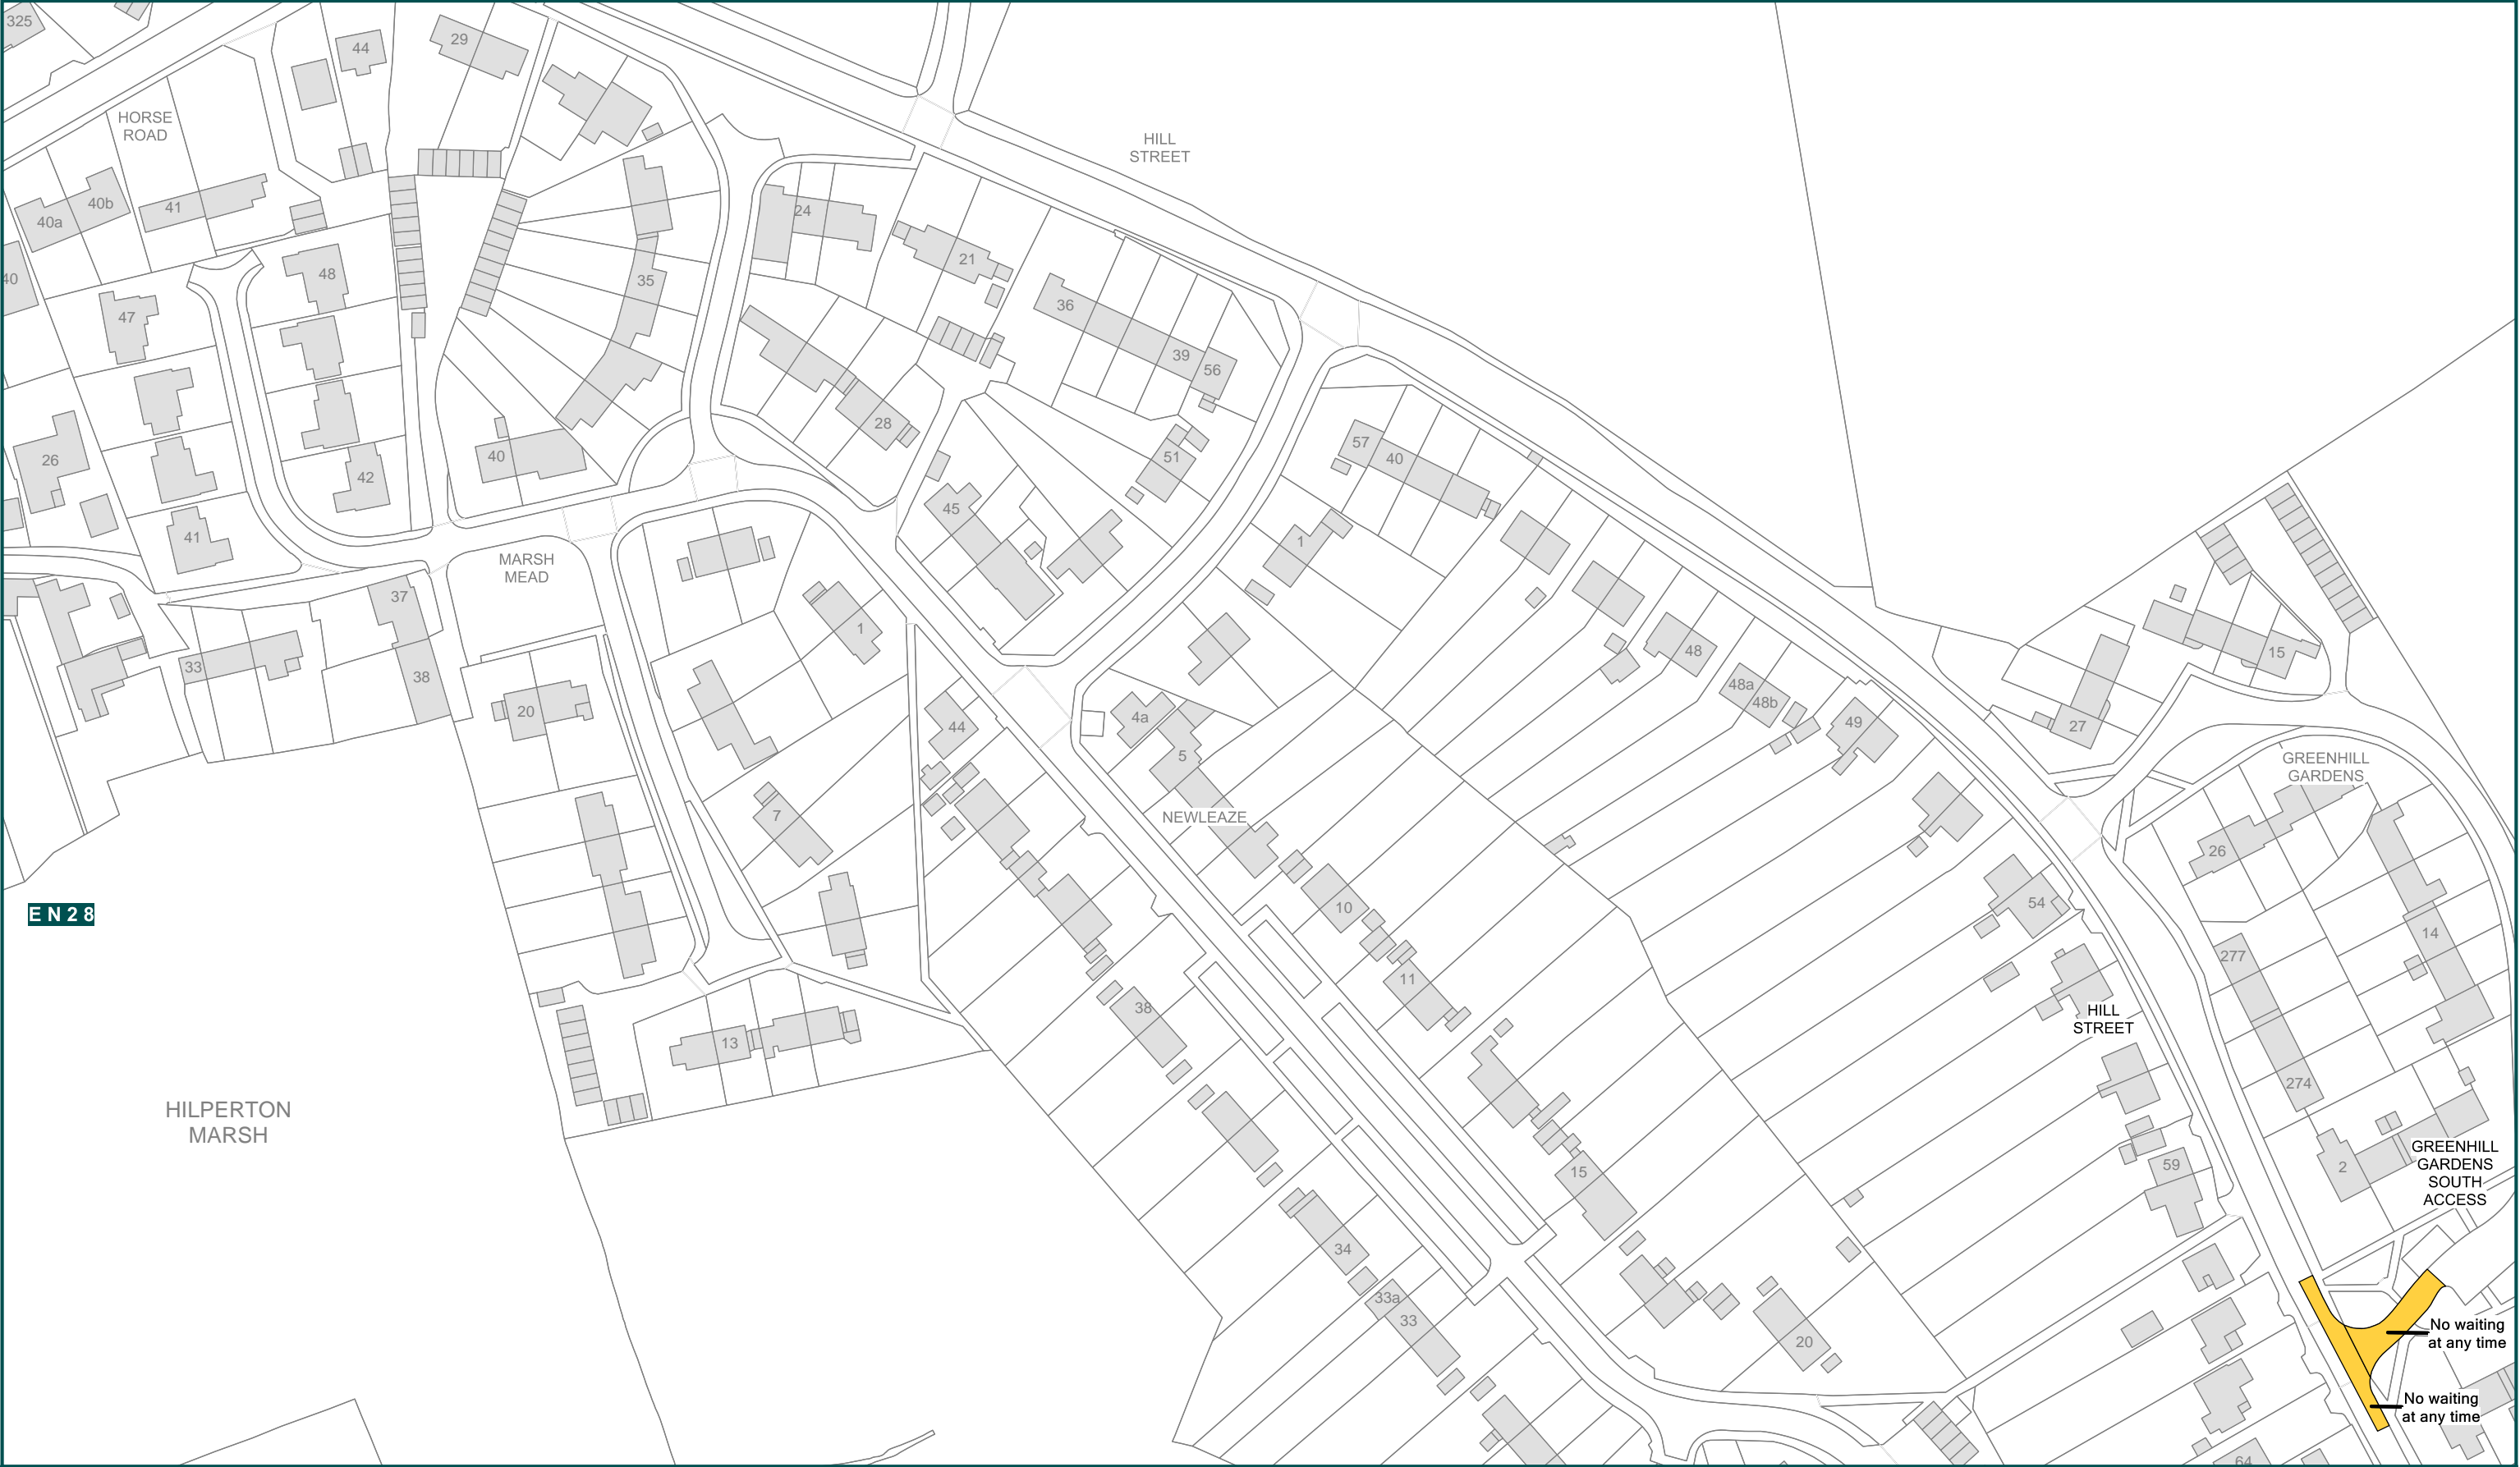 325
44
29
HORSE
ROAD
HILL
STREET
40a
40b
41
24
21
40
48
35
47
36
39
56
28
57
40
26
40
42
51
45
41
1
MARSH
MEAD
37
1
33
38
48
15
48a
48b
20
44
4a
49
27
5
GREENHILL
GARDENS
7
NEWLEAZE
26
10
54
EN28
14
277
11
38
HILL
STREET
13
274
HILPERTON
MARSH
15
59
2
GREENHILL
GARDENS
SOUTH
ACCESS
34
33a
33
20
No waiting
at any time
No waiting
at any time
64